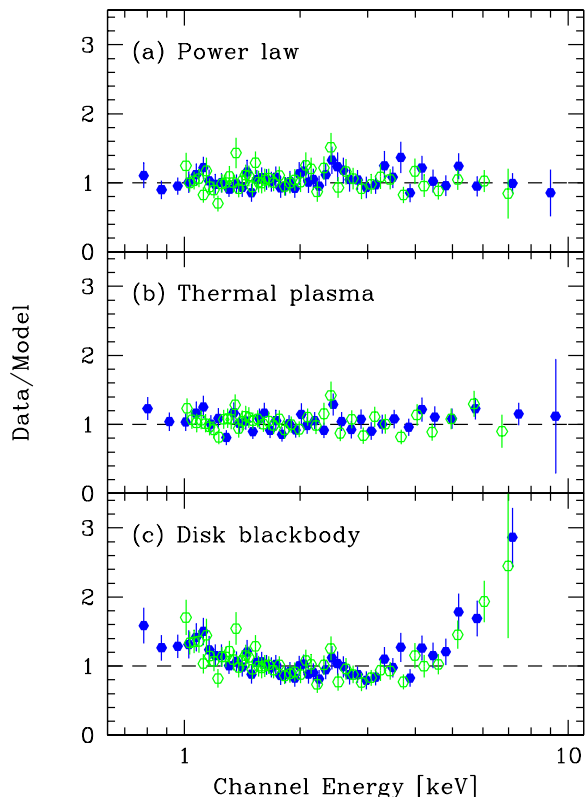 (a) Power law
3
2
1
0
(b) Thermal plasma
3
2
1
0
Data/Model
(c) Disk blackbody
3
2
1
0
1
10
Channel Energy [keV]